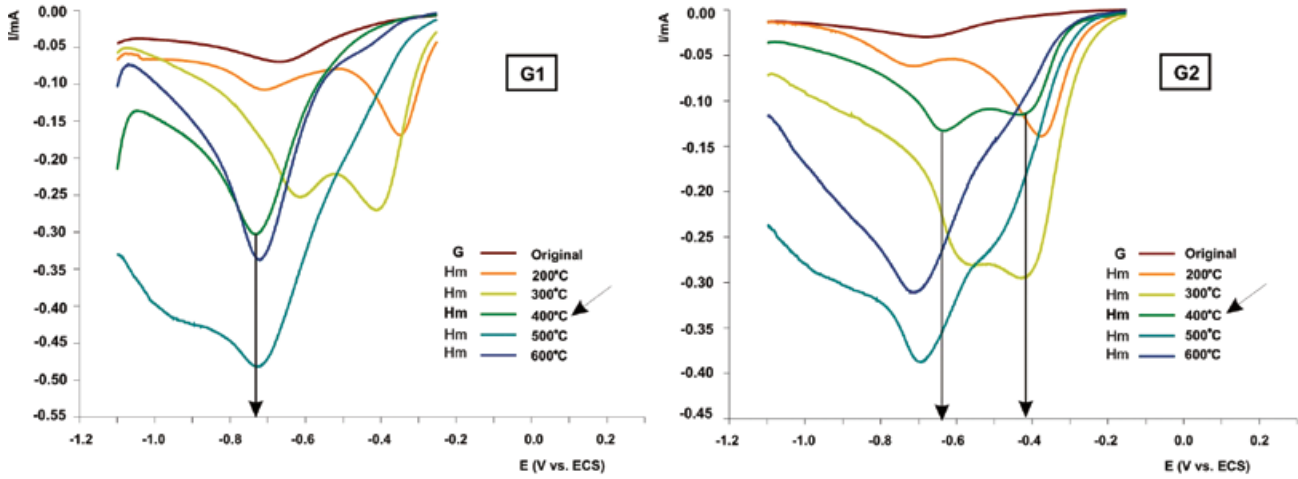 I/mA
0.00
-0.05
-0.10
-0.15
-0.20
-0.25
-0.30
-0.35
-0.40
-0.45
-0.50
-0.55
G1
G Original
Hm 200°C
Hm 300°C
Hm 400°C
Hm 500°C
Hm 600°C
-1.2 -1.0 -0.8 -0.6 -0.4 -0.2 0.0 0.2
E (V vs. ECS)
I/mA
0.00
-0.05
-0.10
-0.15
-0.20
-0.25
-0.30
-0.35
-0.40
-0.45
G2
G Original
Hm 200°C
Hm 300°C
Hm 400°C
Hm 500°C
Hm 600°C
-1.2 -1.0 -0.8 -0.6 -0.4 -0.2 0.0 0.2
E (V vs. ECS)